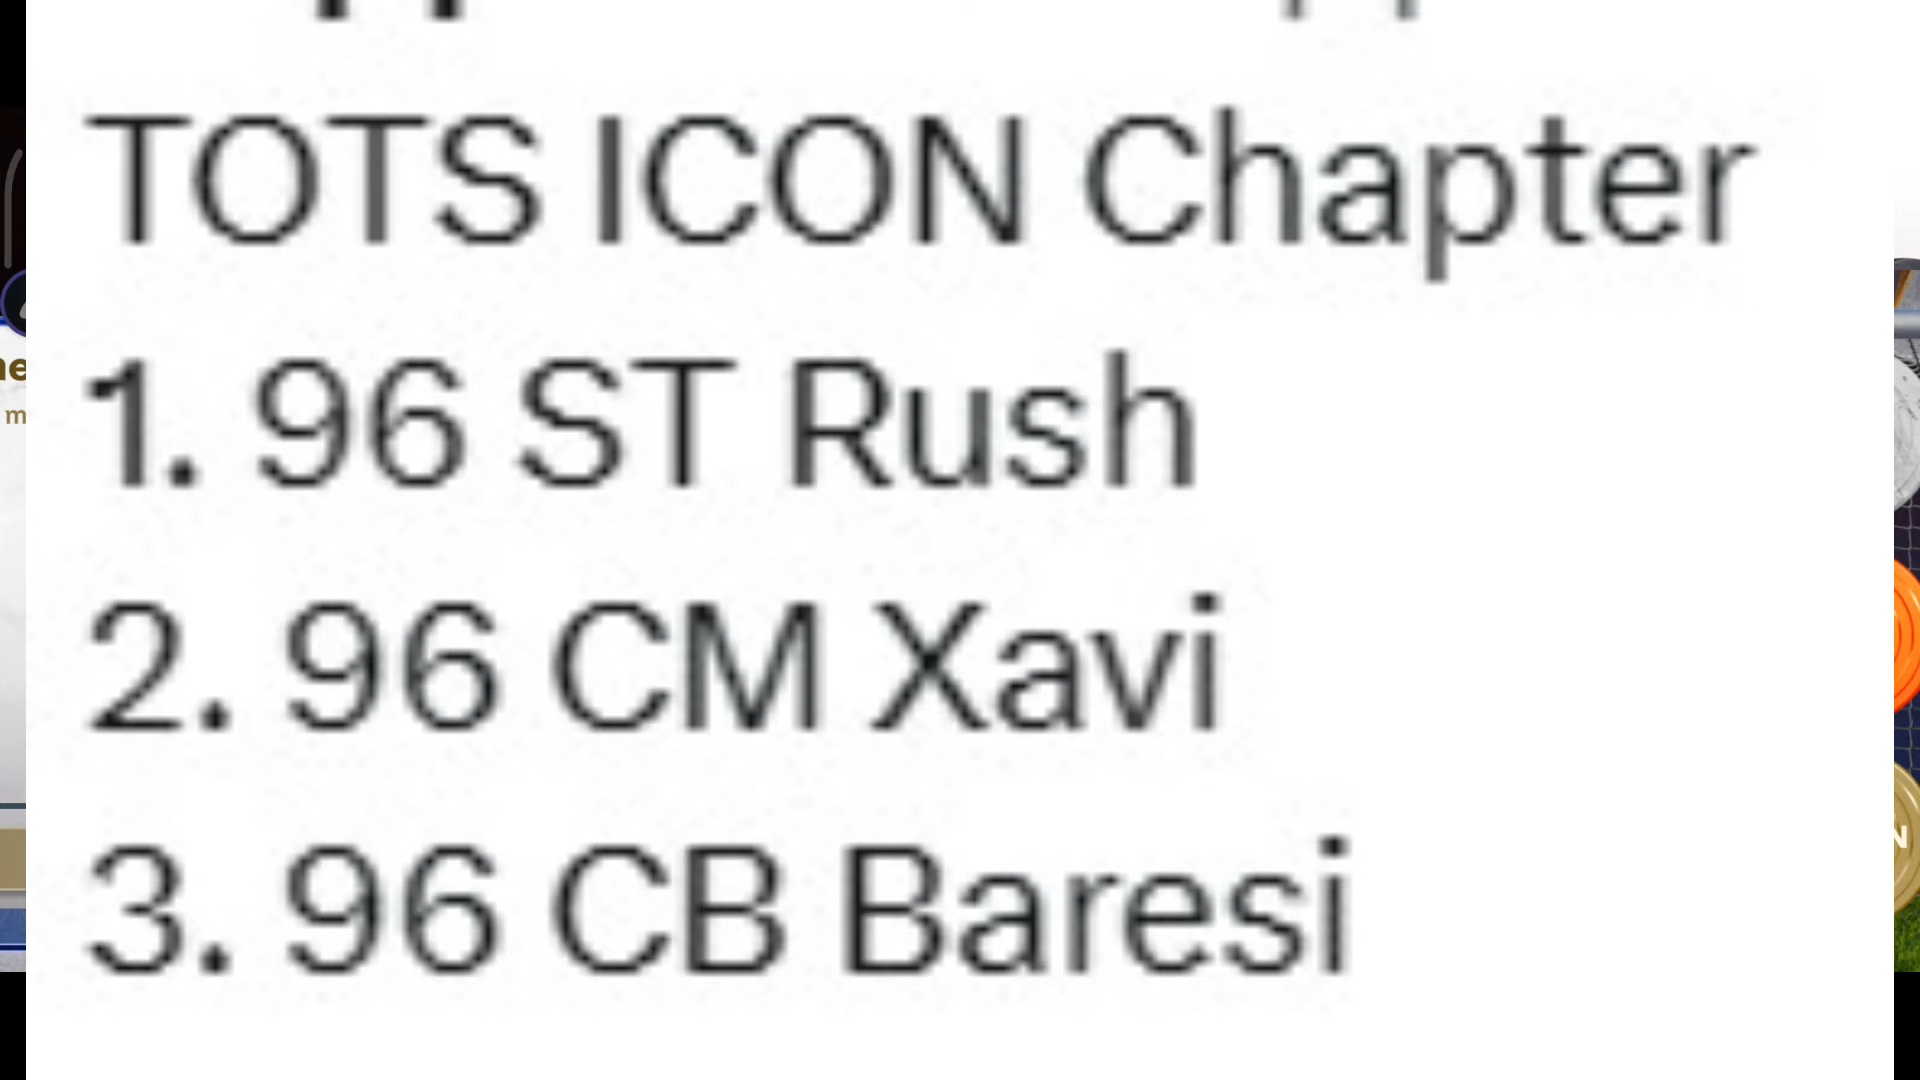 TOTS ICON Chapter
1. 96 ST Rush
2. 96 CM Xavi
3. 96 CB Baresi